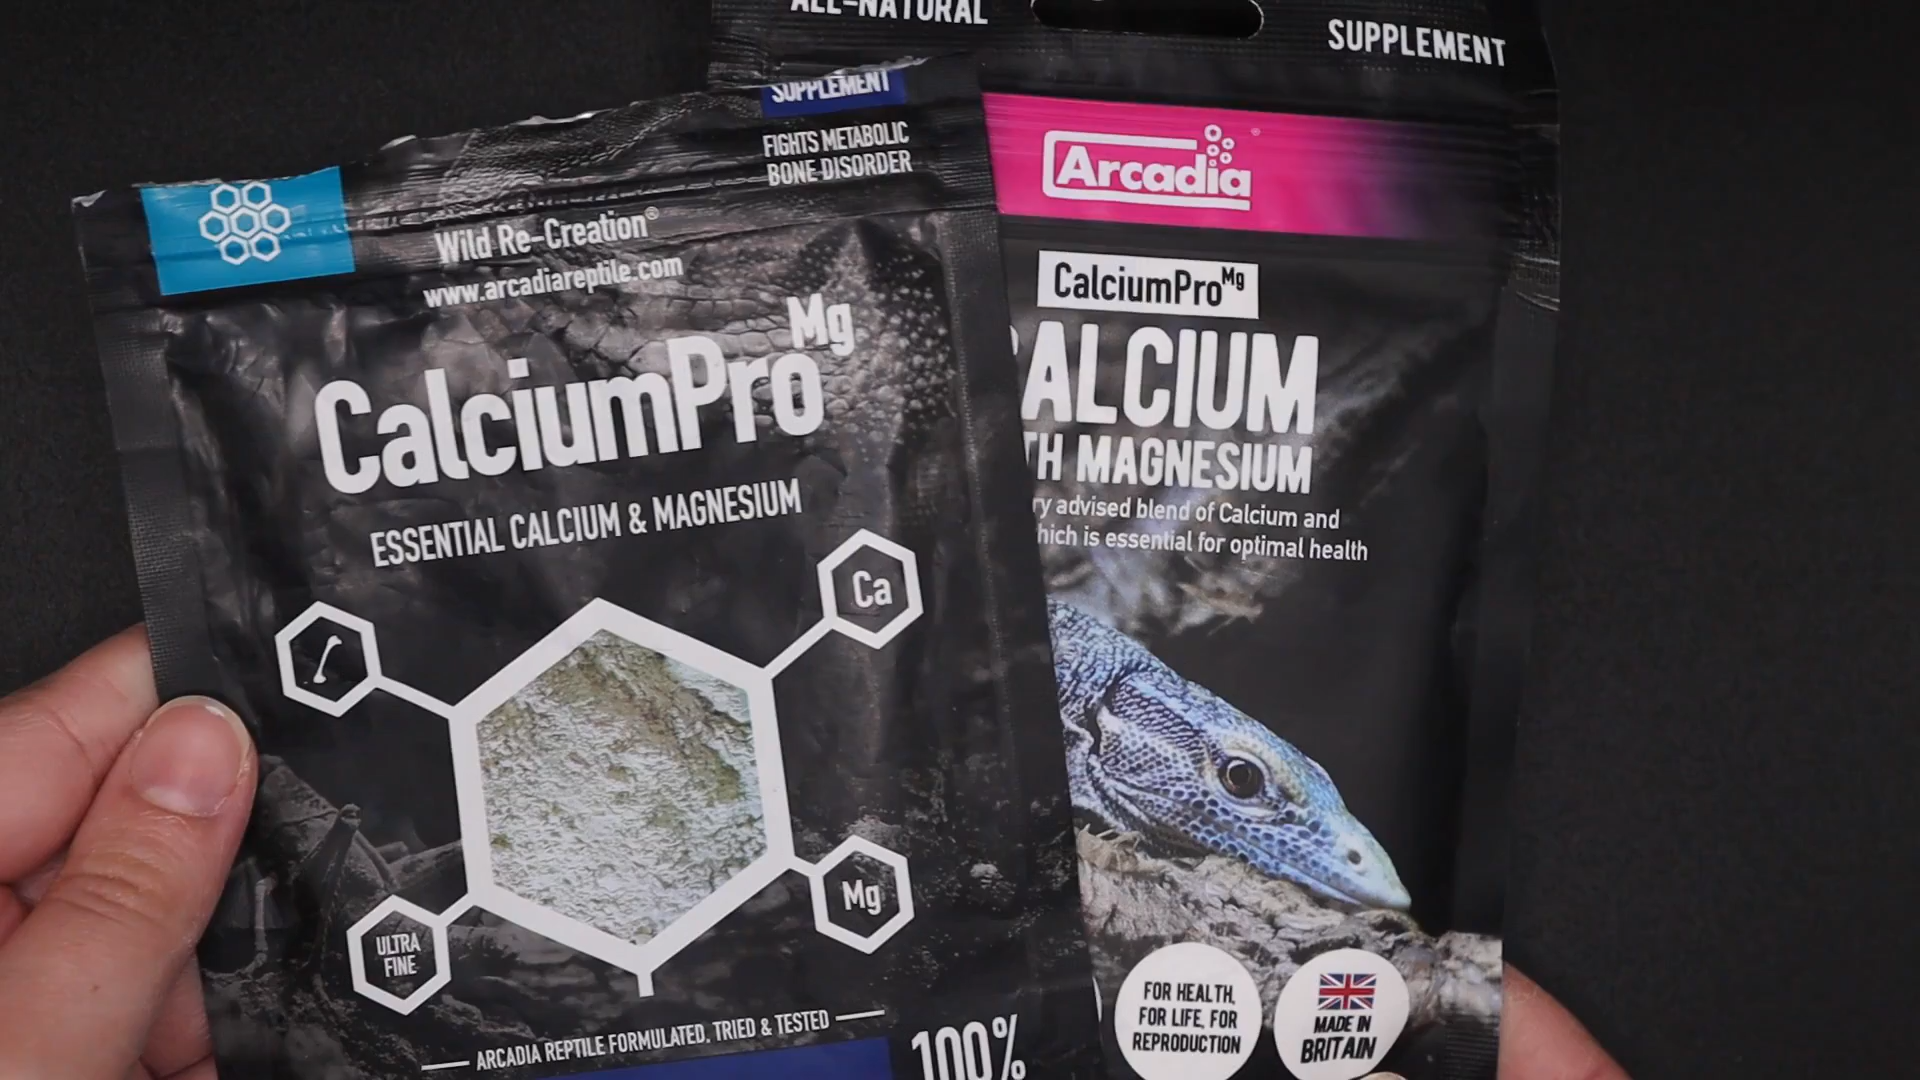 SUPPLEMENT
FIGHTS METABOLIC
BONE DISORDER
Wild Re-Creation®
www.arcadiareptile.com
CalciumPro Mg
ESSENTIAL CALCIUM & MAGNESIUM
Ca
Mg
ULTRA
FINE
ARCADIA REPTILE FORMULATED. TRIED & TESTED
100%
ALL-NATURAL
SUPPLEMENT
Arcadia®
CalciumPro Mg
ALCIUM
TH MAGNESIUM
ry advised blend of Calcium and
hich is essential for optimal health
FOR HEALTH,
FOR LIFE, FOR
REPRODUCTION
MADE IN
BRITAIN